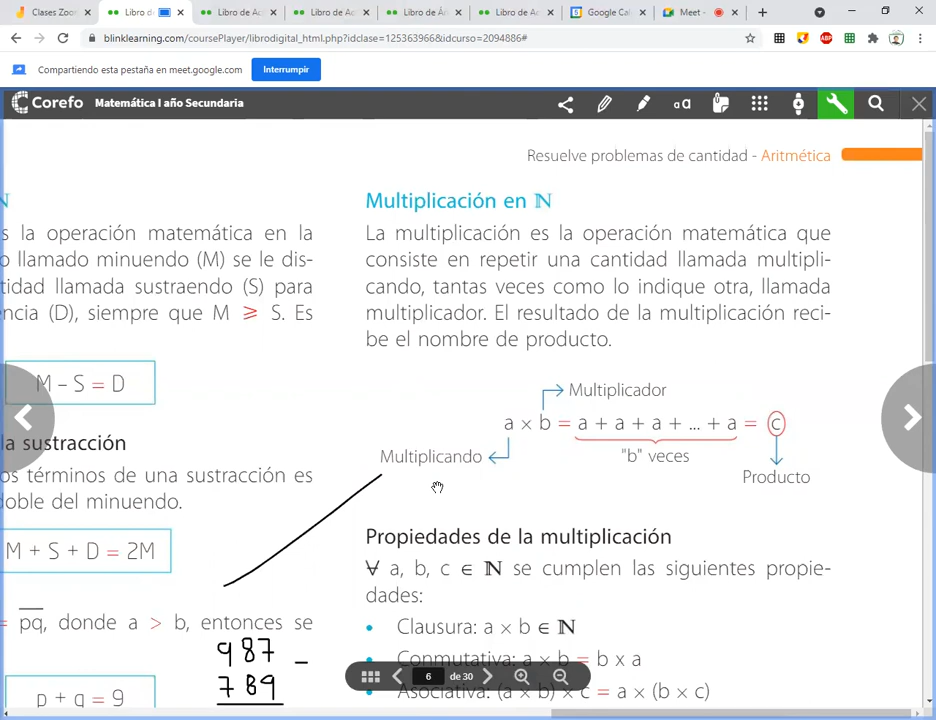 Clases Zoo
Libro d
Libro de Ac
Libro de Ac
Libro de Ár
Libro de Ac
Google Cal
Meet -
blinklearning.com/coursePlayer/librodigital_html.php?idclase=125363966&idcurso=2094886#
ABP
Compartiendo esta pestaña en meet.google.com
Interrumpir
Corefo
Matemática I año Secundaria
aA
Resuelve problemas de cantidad - Aritmética
N
s la operación matemática en la
o llamado minuendo (M) se le dis-
tidad llamada sustraendo (S) para
encia (D), siempre que M ⩾ S. Es
M – S = D
la sustracción
os términos de una sustracción es
doble del minuendo.
M + S + D = 2M
= p̅q̅, donde a > b, entonces se
987 –
789
p + q = 9
Multiplicación en ℕ
La multiplicación es la operación matemática que
consiste en repetir una cantidad llamada multipli-
cando, tantas veces como lo indique otra, llamada
multiplicador. El resultado de la multiplicación reci-
be el nombre de producto.
Multiplicador
a × b = a + a + a + ... + a = c
Multiplicando
"b" veces
Producto
Propiedades de la multiplicación
∀ a, b, c ∈ ℕ se cumplen las siguientes propie-
dades:
• Clausura: a × b ∈ ℕ
• Conmutativa: a × b = b x a
• Asociativa: (a × b) × c = a × (b × c)
6 de 30